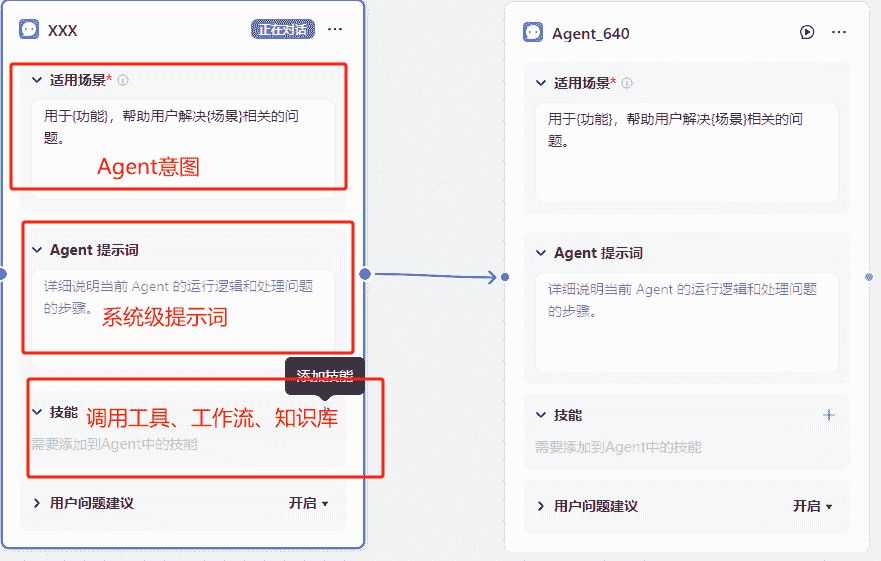 XXX
正在对话
适用场景*
用于{功能}，帮助用户解决{场景}相关的问
题。
Agent意图
Agent 提示词
详细说明当前 Agent 的运行逻辑和处理问题
的步骤。
系统级提示词
添加技能
技能
调用工具、工作流、知识库
需要添加到Agent中的技能
用户问题建议
开启
Agent_640
适用场景*
用于{功能}，帮助用户解决{场景}相关的问
题。
Agent 提示词
详细说明当前 Agent 的运行逻辑和处理问题
的步骤。
技能
需要添加到Agent中的技能
用户问题建议
开启